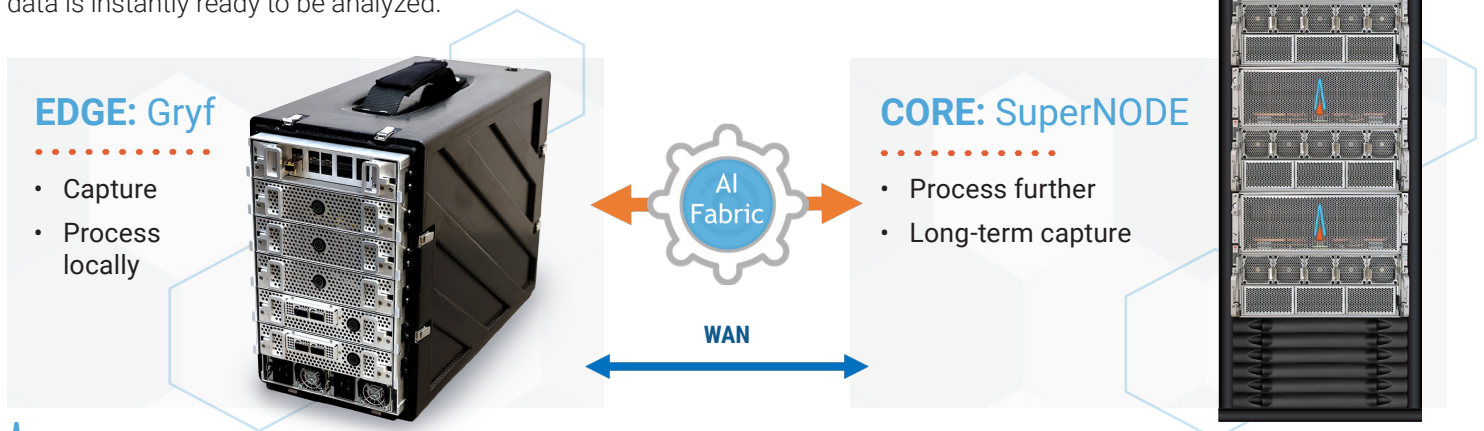 data is instantly ready to be analyzed.
EDGE: Gryf
• Capture
• Process
locally
AI
Fabric
WAN
CORE: SuperNODE
• Process further
• Long-term capture